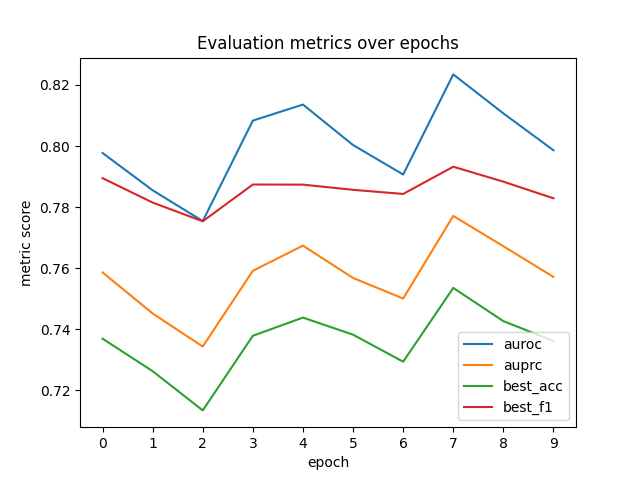 Evaluation metrics over epochs
metric score
0.82
0.80
0.78
0.76
0.74
0.72
auroc
auprc
best_acc
best_f1
0 1 2 3 4 5 6 7 8 9
epoch